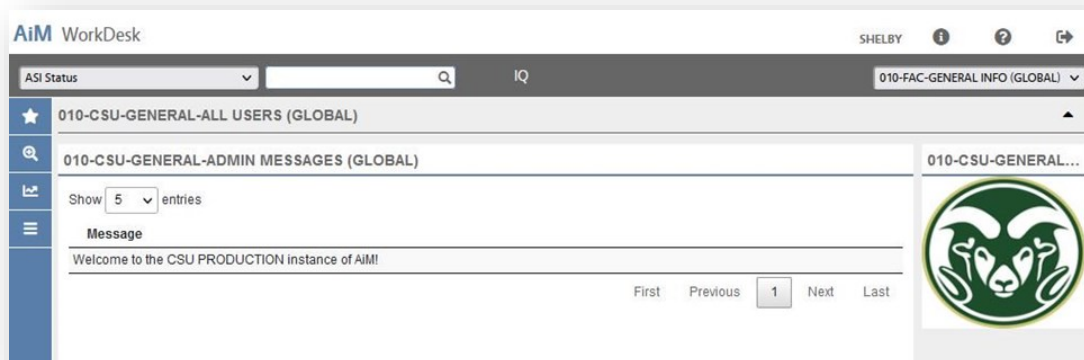 AiM WorkDesk
SHELBY
ASI Status
IQ
010-FAC-GENERAL INFO (GLOBAL)
010-CSU-GENERAL-ALL USERS (GLOBAL)
010-CSU-GENERAL-ADMIN MESSAGES (GLOBAL)
010-CSU-GENERAL...
Show 5 entries
Message
Welcome to the CSU PRODUCTION instance of AiM!
First Previous 1 Next Last